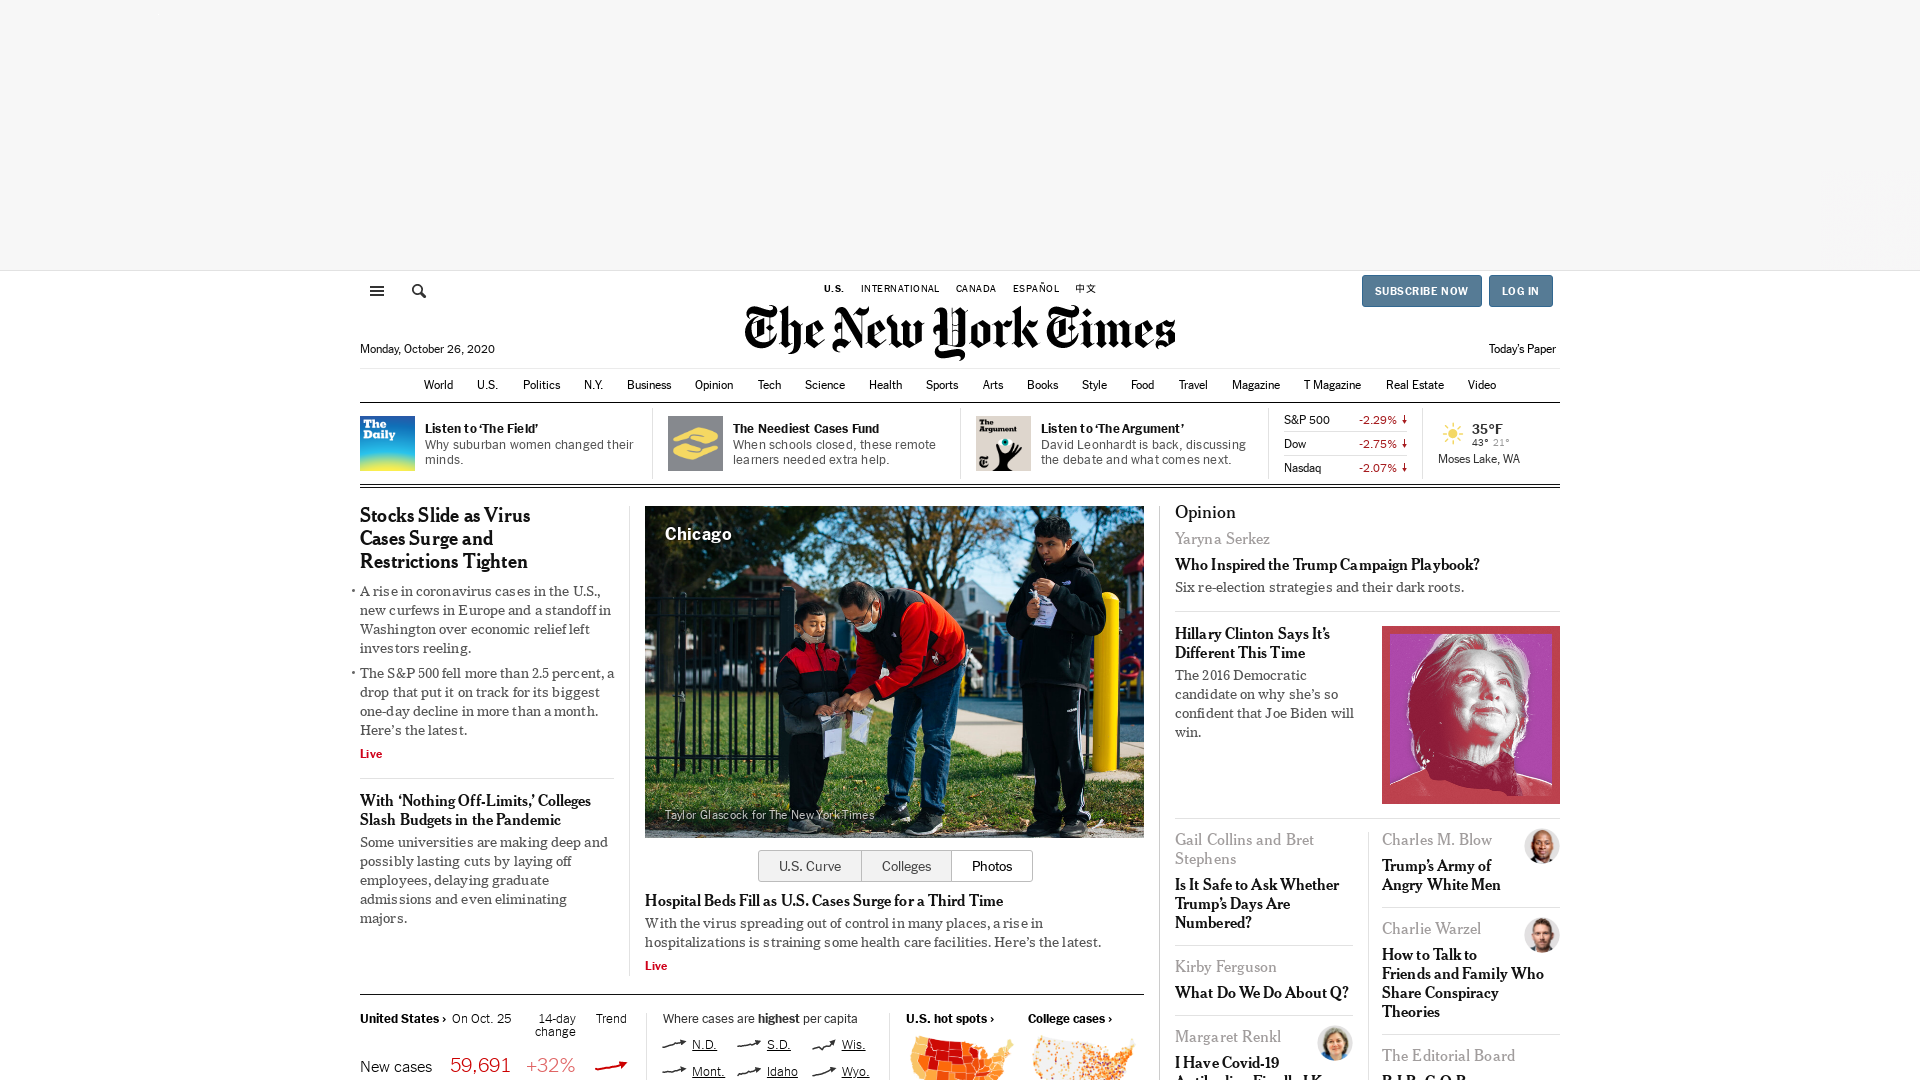 U.S.
INTERNATIONAL
CANADA
ESPAÑOL
中文
SUBSCRIBE NOW
LOG IN
The New York Times
Monday, October 26, 2020
Today’s Paper
World
U.S.
Politics
N.Y.
Business
Opinion
Tech
Science
Health
Sports
Arts
Books
Style
Food
Travel
Magazine
T Magazine
Real Estate
Video
The
Daily
Listen to ‘The Field’
Why suburban women changed their
minds.
The Neediest Cases Fund
When schools closed, these remote
learners needed extra help.
The
Argument
Listen to ‘The Argument’
David Leonhardt is back, discussing
the debate and what comes next.
S&P 500 -2.29%
Dow -2.75%
Nasdaq -2.07%
35°F
43° 21°
Moses Lake, WA
Stocks Slide as Virus
Cases Surge and
Restrictions Tighten
A rise in coronavirus cases in the U.S.,
new curfews in Europe and a standoff in
Washington over economic relief left
investors reeling.
The S&P 500 fell more than 2.5 percent, a
drop that put it on track for its biggest
one-day decline in more than a month.
Here’s the latest.
Live
With ‘Nothing Off-Limits,’ Colleges
Slash Budgets in the Pandemic
Some universities are making deep and
possibly lasting cuts by laying off
employees, delaying graduate
admissions and even eliminating
majors.
Chicago
Taylor Glascock for The New York Times
U.S. Curve
Colleges
Photos
Hospital Beds Fill as U.S. Cases Surge for a Third Time
With the virus spreading out of control in many places, a rise in
hospitalizations is straining some health care facilities. Here’s the latest.
Live
Opinion
Yaryna Serkez
Who Inspired the Trump Campaign Playbook?
Six re-election strategies and their dark roots.
Hillary Clinton Says It’s
Different This Time
The 2016 Democratic
candidate on why she’s so
confident that Joe Biden will
win.
Gail Collins and Bret
Stephens
Is It Safe to Ask Whether
Trump’s Days Are
Numbered?
Kirby Ferguson
What Do We Do About Q?
Margaret Renkl
I Have Covid-19
Charles M. Blow
Trump’s Army of
Angry White Men
Charlie Warzel
How to Talk to
Friends and Family Who
Share Conspiracy
Theories
The Editorial Board
United States › On Oct. 25
14-day
change
Trend
New cases 59,691 +32%
Where cases are highest per capita
N.D.
S.D.
Wis.
Mont.
Idaho
Wyo.
U.S. hot spots ›
College cases ›